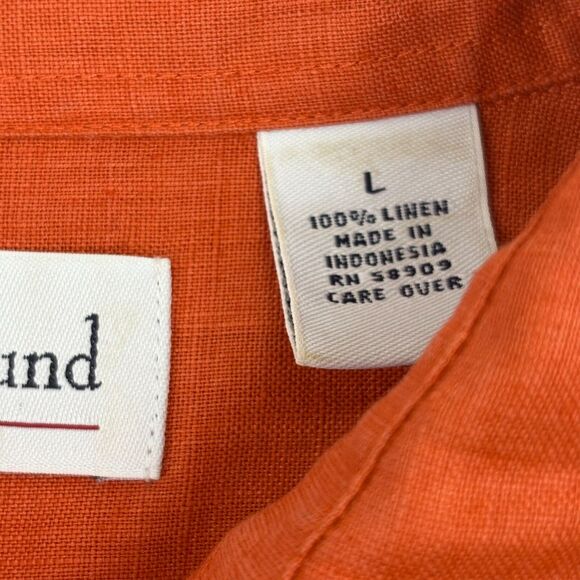 und
L
100% LINEN
MADE IN
INDONESIA
RN 58909
CARE OVER